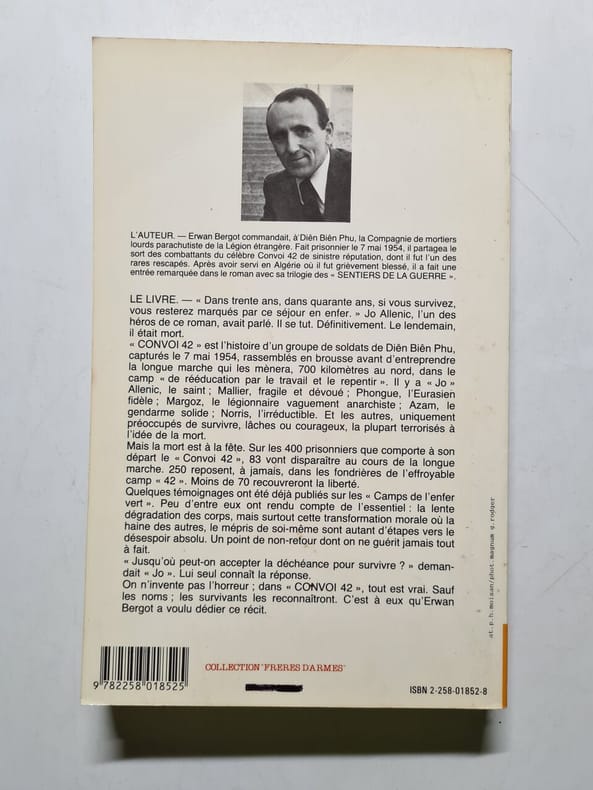 L'AUTEUR. — Erwan Bergot commandait, à Diên Biên Phu, la Compagnie de mortiers
lourds parachutiste de la Légion étrangère. Fait prisonnier le 7 mai 1954, il partagea le
sort des combattants du célèbre Convoi 42 de sinistre réputation, dont il fut l'un des
rares rescapés. Après avoir servi en Algérie où il fut grièvement blessé, il a fait une
entrée remarquée dans le roman avec sa trilogie des « SENTIERS DE LA GUERRE ».
LE LIVRE. — « Dans trente ans, dans quarante ans, si vous survivez,
vous resterez marqués par ce séjour en enfer. » Jo Allenic, l'un des
héros de ce roman, avait parlé. Il se tut. Définitivement. Le lendemain,
il était mort.
« CONVOI 42 » est l'histoire d'un groupe de soldats de Diên Biên Phu,
capturés le 7 mai 1954, rassemblés en brousse avant d'entreprendre
la longue marche qui les mènera, 700 kilomètres au nord, dans le
camp « de rééducation par le travail et le repentir ». Il y a « Jo »
Allenic, le saint ; Mallier, fragile et dévoué ; Phongue, l'Eurasien
fidèle ; Margoz, le légionnaire vaguement anarchiste ; Azam, le
gendarme solide ; Norris, l'irréductible. Et les autres, uniquement
préoccupés de survivre, lâches ou courageux, la plupart terrorisés à
l'idée de la mort.
Mais la mort est à la fête. Sur les 400 prisonniers que comporte à son
départ le « Convoi 42 », 83 vont disparaître au cours de la longue
marche. 250 reposent, à jamais, dans les fondrières de l'effroyable
camp « 42 ». Moins de 70 recouvreront la liberté.
Quelques témoignages ont été déjà publiés sur les « Camps de l'enfer
vert ». Peu d'entre eux ont rendu compte de l'essentiel : la lente
dégradation des corps, mais surtout cette transformation morale où la
haine des autres, le mépris de soi-même sont autant d'étapes vers le
désespoir absolu. Un point de non-retour dont on ne guérit jamais tout
à fait.
« Jusqu'où peut-on accepter la déchéance pour survivre ? » deman-
dait « Jo ». Lui seul connaît la réponse.
On n'invente pas l'horreur ; dans « CONVOI 42 », tout est vrai. Sauf
les noms ; les survivants les reconnaîtront. C'est à eux qu'Erwan
Bergot a voulu dédier ce récit.
at.p.h.moisan/phot.magnum g.rodger
COLLECTION "FRERES D'ARMES"
9 782258 018525
ISBN 2-258-01852-8